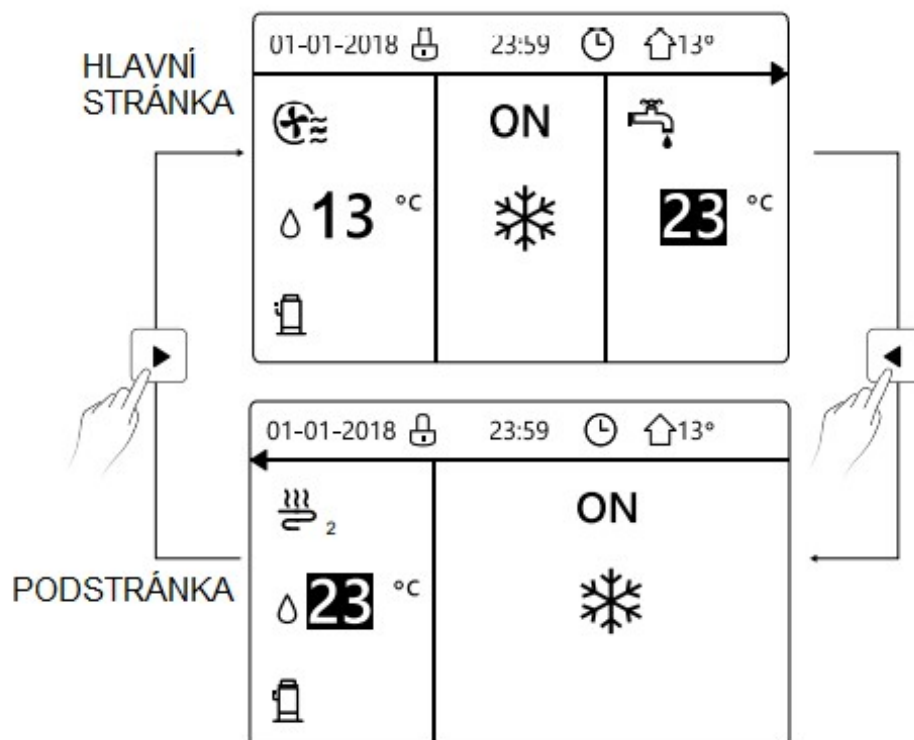 HLAVNÍ
STRÁNKA
01-01-2018 23:59 13°
ON
13 °C
23 °C
PODSTRÁNKA
01-01-2018 23:59 13°
2
ON
23 °C